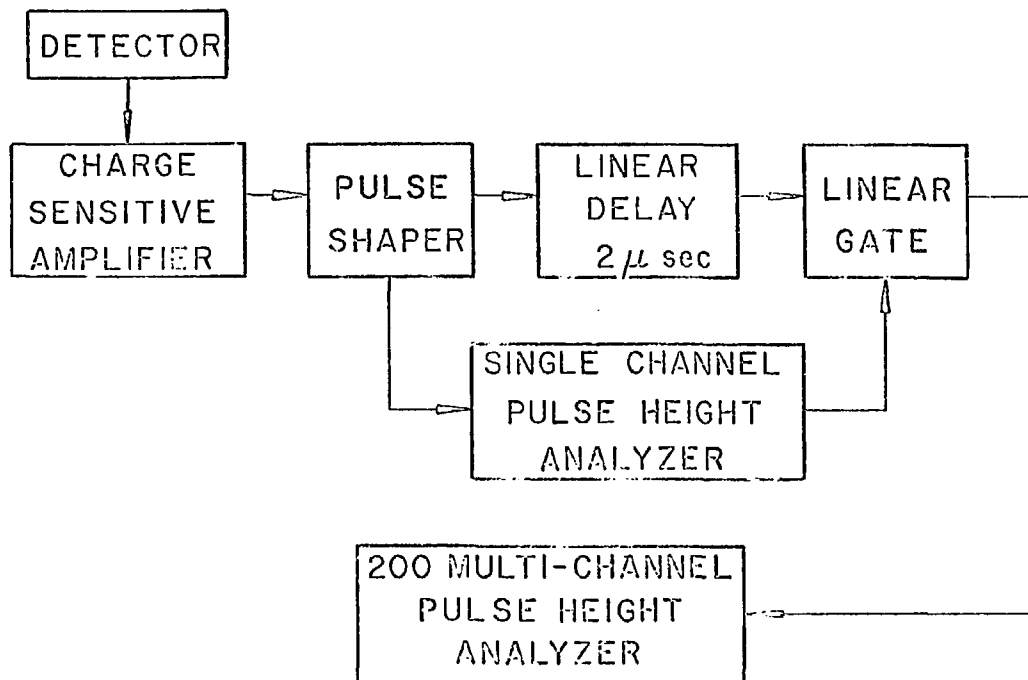 DETECTOR
CHARGE
SENSITIVE
AMPLIFIER
PULSE
SHAPER
LINEAR
DELAY
2 μ sec
LINEAR
GATE
SINGLE CHANNEL
PULSE HEIGHT
ANALYZER
200 MULTI-CHANNEL
PULSE HEIGHT
ANALYZER